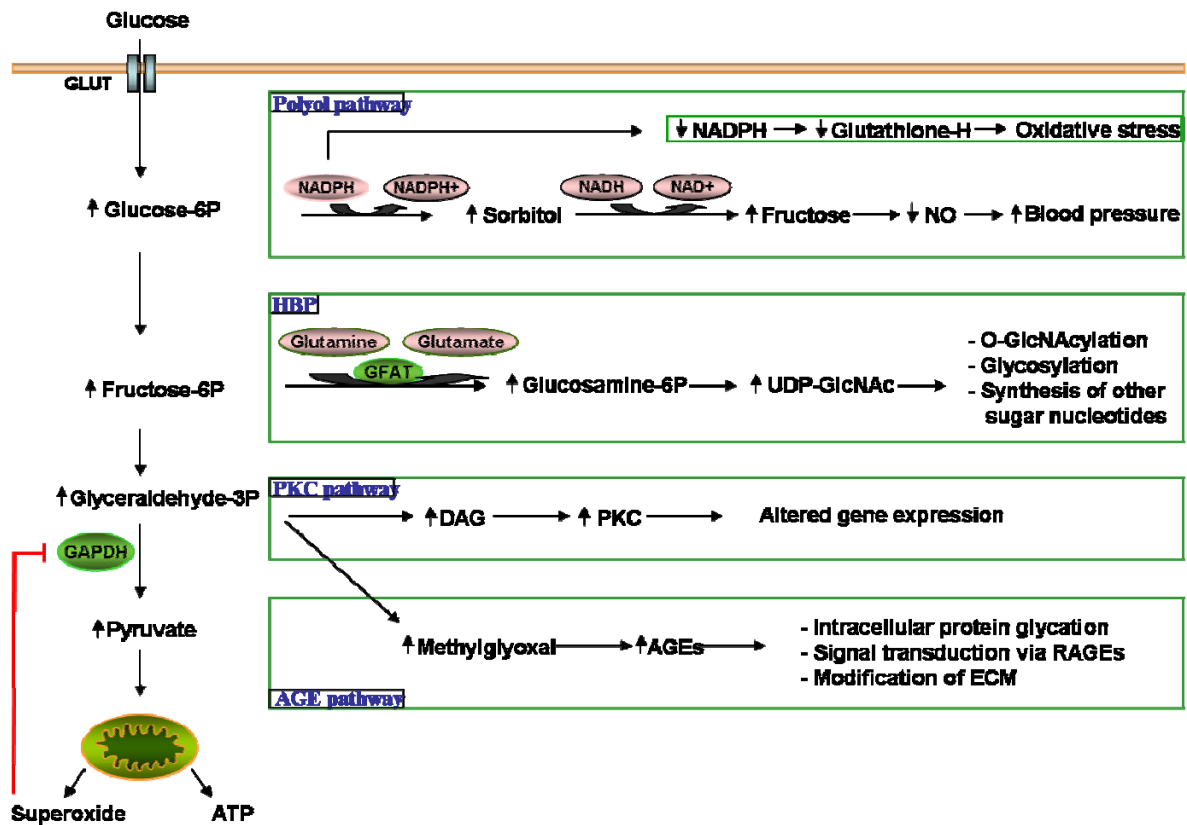 Glucose
GLUT
Polyol pathway
NADPH Glutathione-H Oxidative stress
NADPH NADPH+ NADH NAD+
Glucose-6P
Sorbitol Fructose NO Blood pressure
HBP
Glutamine Glutamate
GFAT
Fructose-6P
Glucosamine-6P UDP-GlcNAc
- O-GlcNAcylation
- Glycosylation
- Synthesis of other
sugar nucleotides
Glyceraldehyde-3P
PKC pathway
DAG PKC Altered gene expression
GAPDH
Pyruvate
Methylglyoxal AGEs
- Intracellular protein glycation
- Signal transduction via RAGEs
- Modification of ECM
AGE pathway
Superoxide ATP